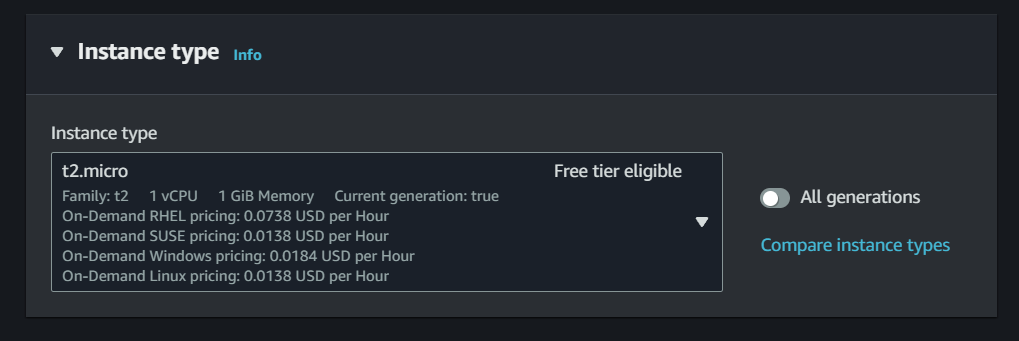 Instance type Info
Instance type
t2.micro Free tier eligible
Family: t2 1 vCPU 1 GiB Memory Current generation: true
On-Demand RHEL pricing: 0.0738 USD per Hour
On-Demand SUSE pricing: 0.0138 USD per Hour
On-Demand Windows pricing: 0.0184 USD per Hour
On-Demand Linux pricing: 0.0138 USD per Hour
All generations
Compare instance types